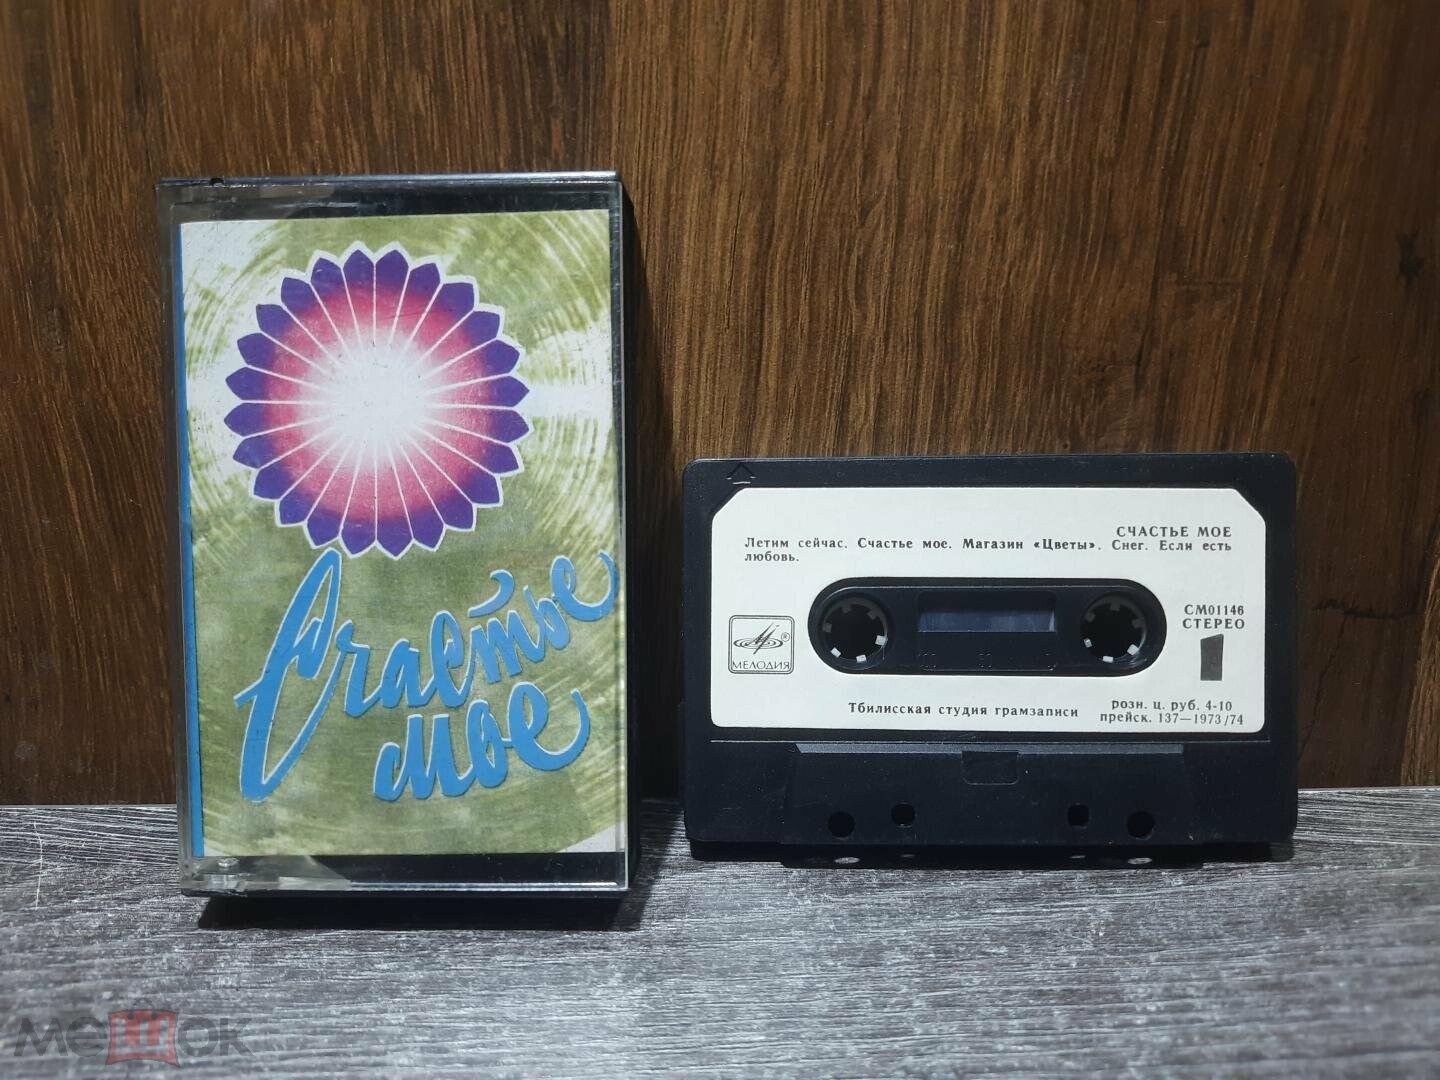 Счастье
мое
СЧАСТЬЕ МОЕ
Летим сейчас. Счастье мое. Магазин «Цветы». Снег. Если есть
любовь.
СМ01146
СТЕРЕО
1
®
МЕЛОДИЯ
Тбилисская студия грамзаписи
розн. ц. руб. 4-10
прейск. 137—1973/74
мешок